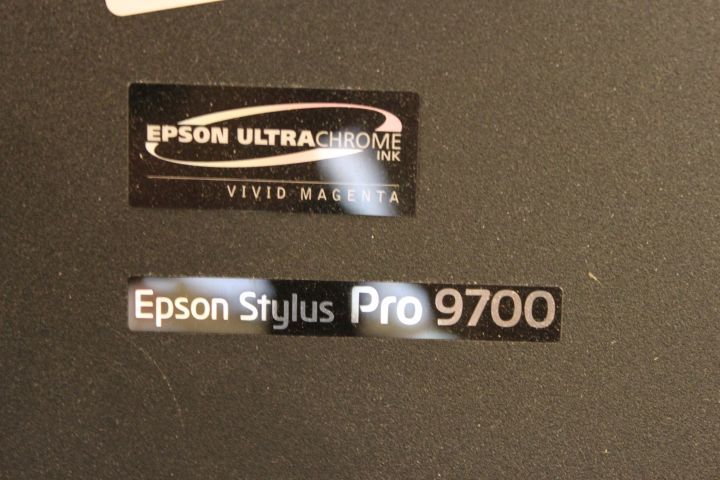 EPSON ULTRACHROME
INK
VIVID MAGENTA
Epson Stylus Pro 9700